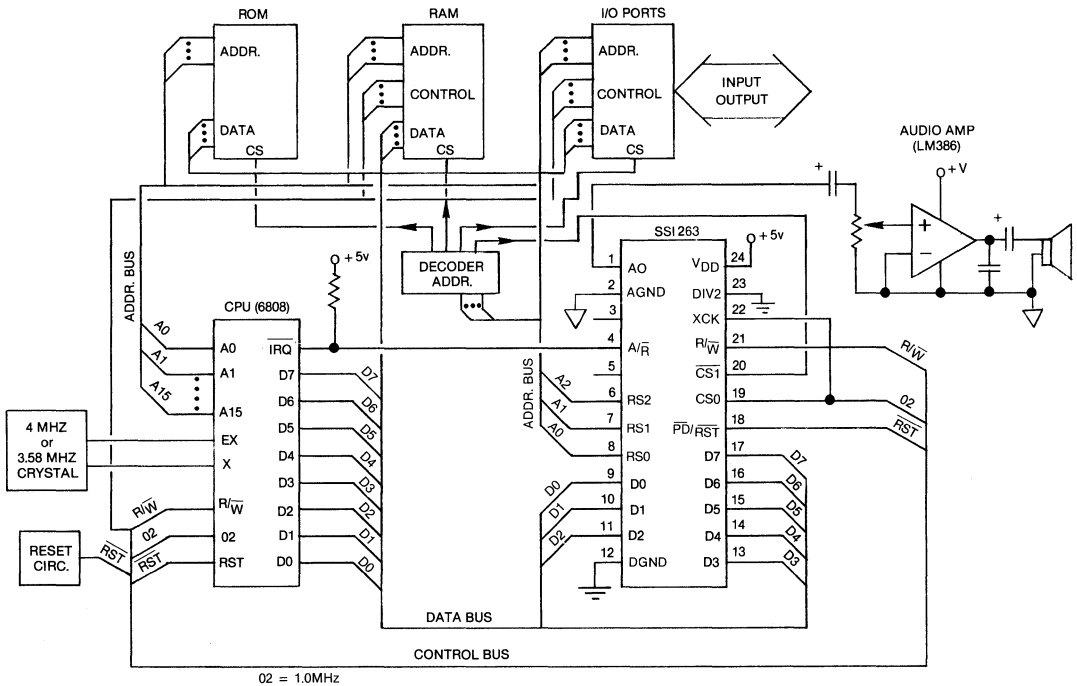 ROM
RAM
I/O PORTS
ADDR.
DATA
CS
ADDR.
CONTROL
DATA
CS
ADDR.
CONTROL
DATA
CS
INPUT
OUTPUT
AUDIO AMP
(LM386)
+
+ V
+
−
+
ADDR. BUS
+ 5v
DECODER
ADDR.
SSI 263
+ 5v
CPU (6808)
A0
A1
A15
A0
A1
A15
EX
X
R/W̅
02
RST
I̅R̅Q̅
D7
D6
D5
D4
D3
D2
D1
D0
D7
D6
D5
D4
D3
D2
D1
D0
4 MHZ
or
3.58 MHZ
CRYSTAL
R/W̅
02
R̅S̅T̅
R̅S̅T̅
RESET
CIRC.
ADDR. BUS
A2
A1
A0
D0
D1
D2
1 AO
2 AGND
3
4 A/R̅
5
6 RS2
7 RS1
8 RS0
9 D0
10 D1
11 D2
12 DGND
VDD 24
DIV2 23
XCK 22
R/W̅ 21
C̅S̅1̅ 20
CS0 19
P̅D̅/R̅S̅T̅ 18
D7 17
D6 16
D5 15
D4 14
D3 13
R/W̅
02
R̅S̅T̅
D7
D6
D5
D4
D3
DATA BUS
CONTROL BUS
02 = 1.0MHz